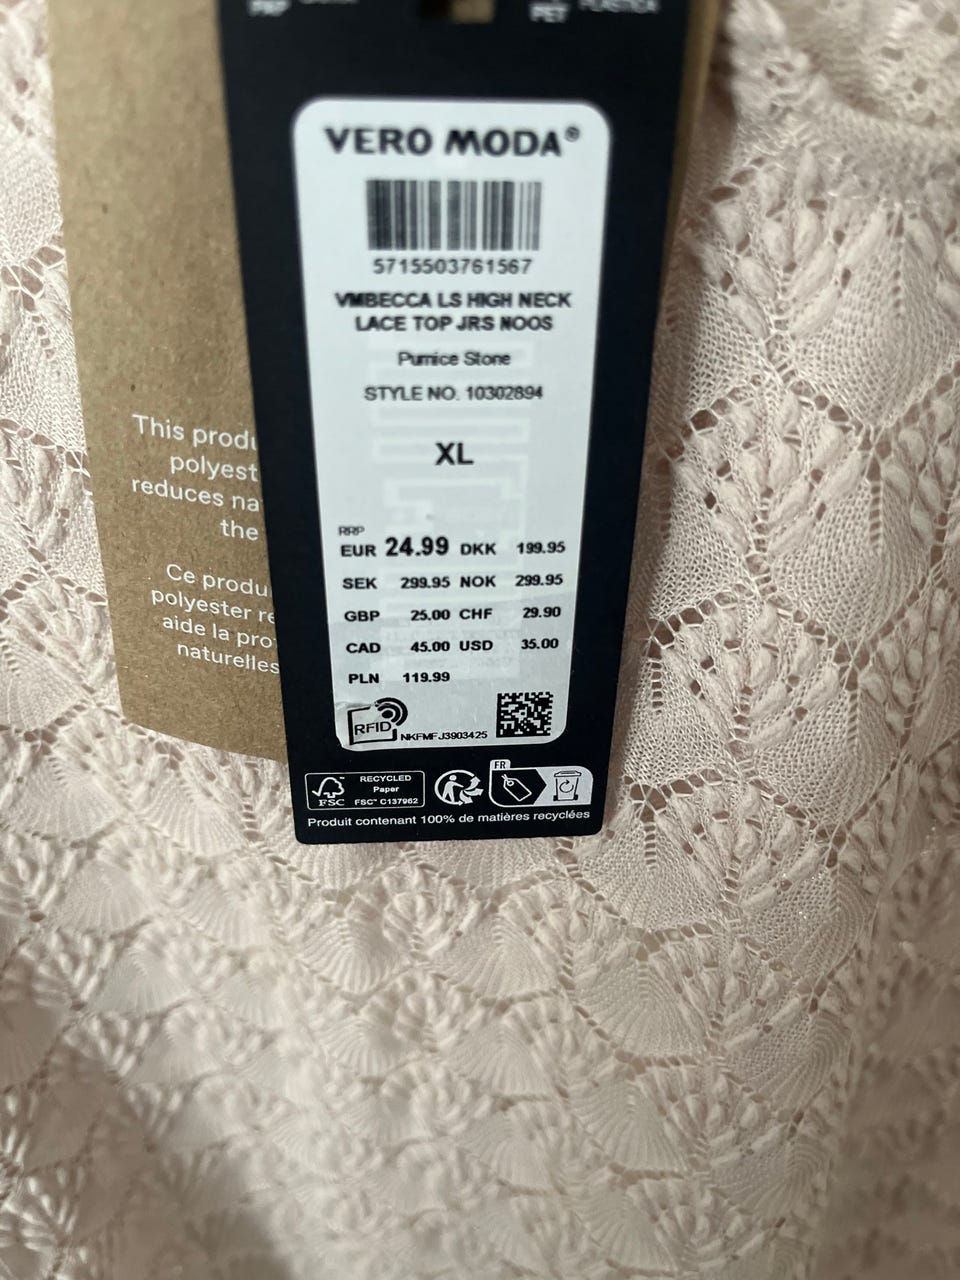 PET
PLASTICA
VERO MODA®
5715503761567
VMBECCA LS HIGH NECK
LACE TOP JRS NOOS
Pumice Stone
STYLE NO. 10302894
XL
RRP
EUR 24.99 DKK 199.95
SEK 299.95 NOK 299.95
GBP 25.00 CHF 29.90
CAD 45.00 USD 35.00
PLN 119.99
RFID
NKFMFJ3903425
FSC
RECYCLED
Paper
FSC™ C137962
FR
Produit contenant 100% de matières recyclées
This produ
polyest
reduces na
the
Ce produ
polyester re
aide la pro
naturelles